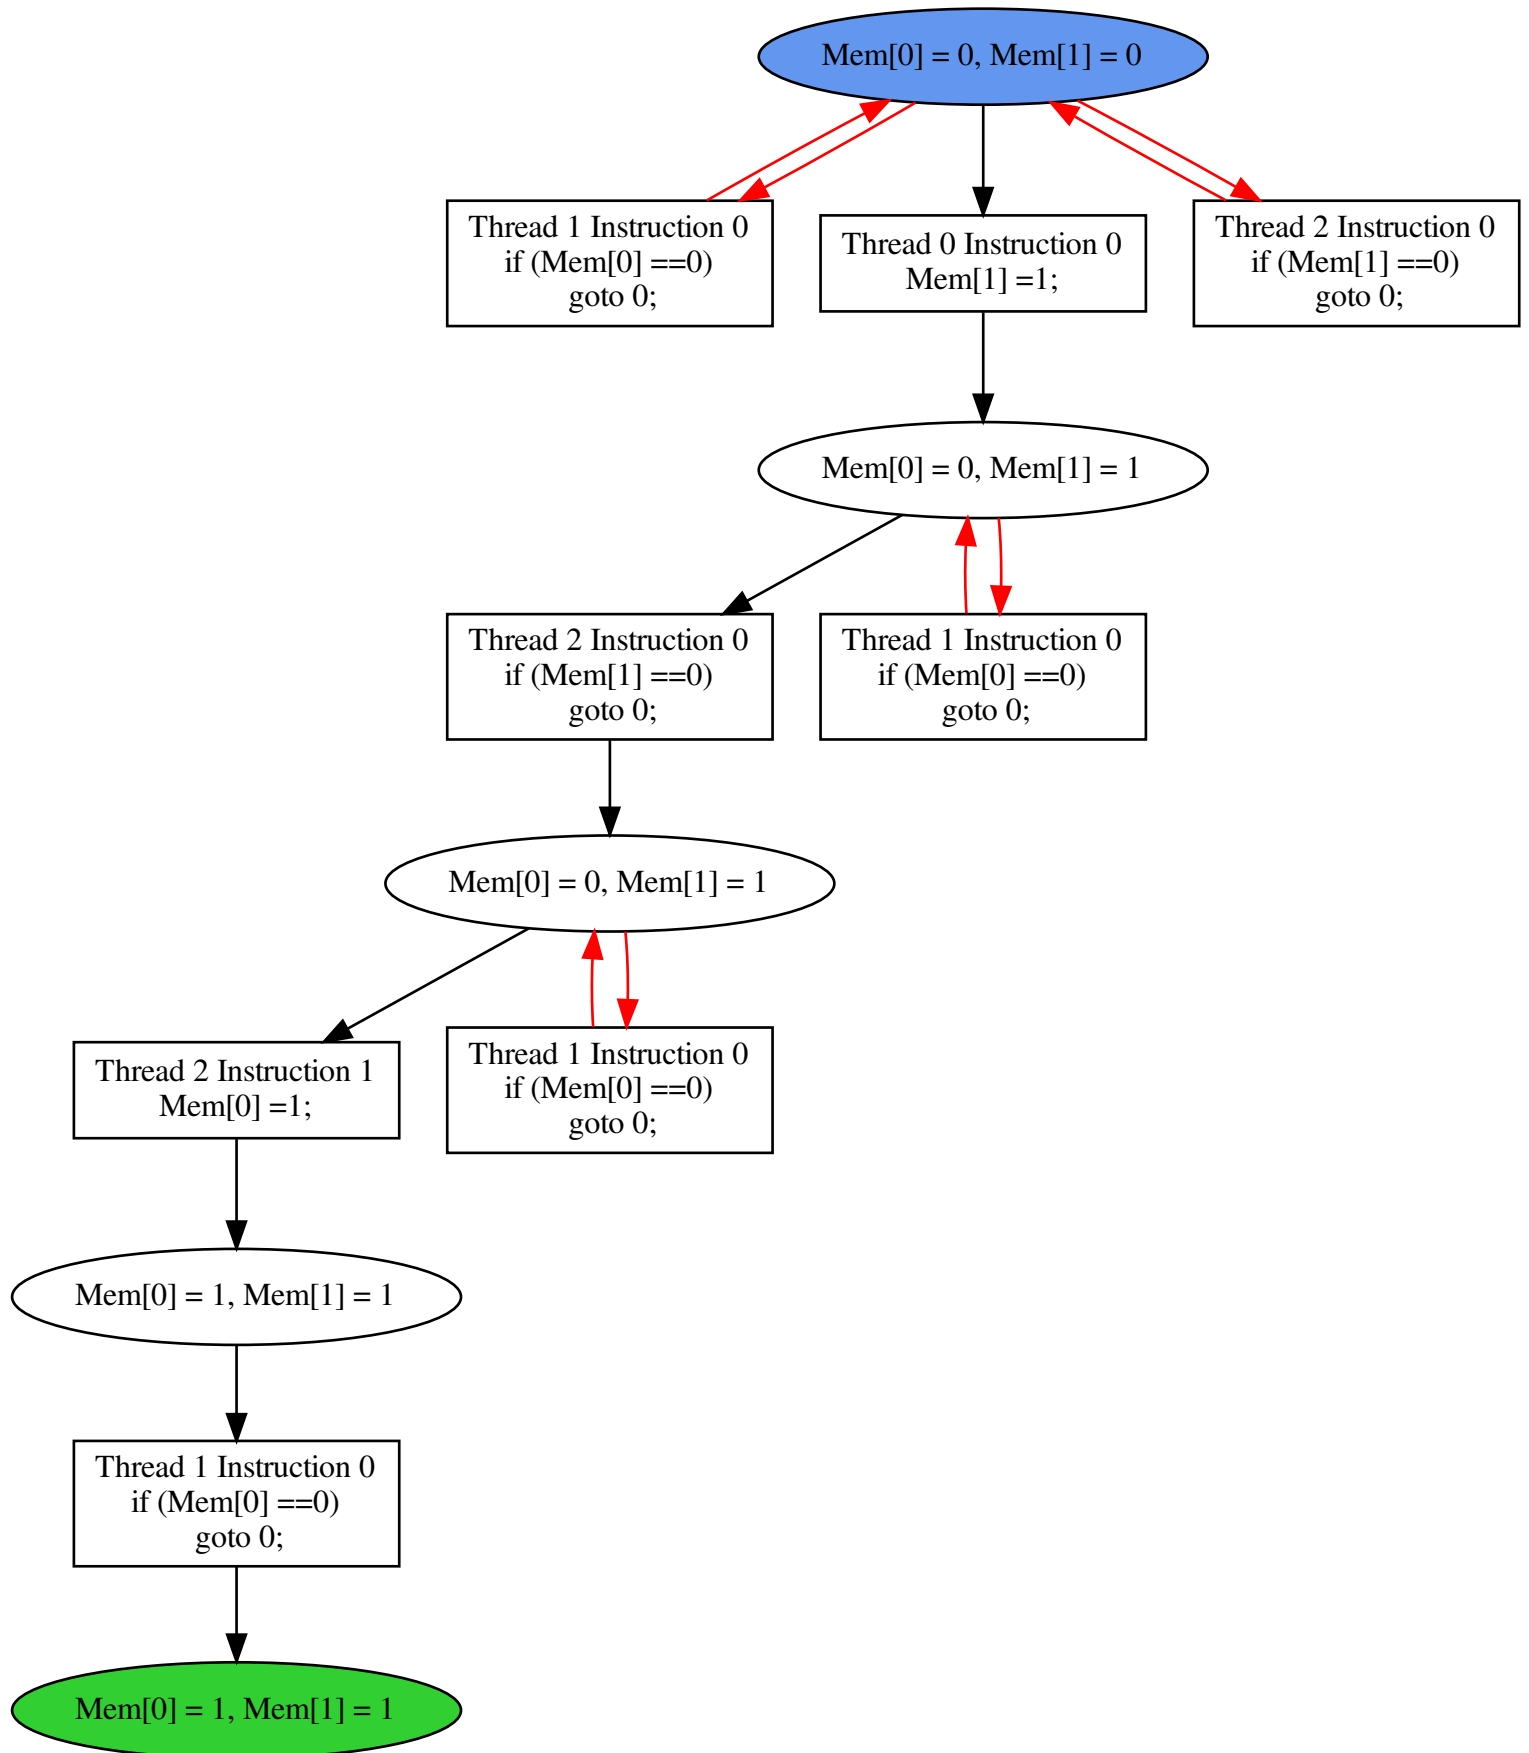 Mem[0] = 0, Mem[1] = 0
Thread 1 Instruction 0
if (Mem[0] ==0)
goto 0;
Thread 0 Instruction 0
Mem[1] =1;
Thread 2 Instruction 0
if (Mem[1] ==0)
goto 0;
Mem[0] = 0, Mem[1] = 1
Thread 2 Instruction 0
if (Mem[1] ==0)
goto 0;
Thread 1 Instruction 0
if (Mem[0] ==0)
goto 0;
Mem[0] = 0, Mem[1] = 1
Thread 2 Instruction 1
Mem[0] =1;
Thread 1 Instruction 0
if (Mem[0] ==0)
goto 0;
Mem[0] = 1, Mem[1] = 1
Thread 1 Instruction 0
if (Mem[0] ==0)
goto 0;
Mem[0] = 1, Mem[1] = 1